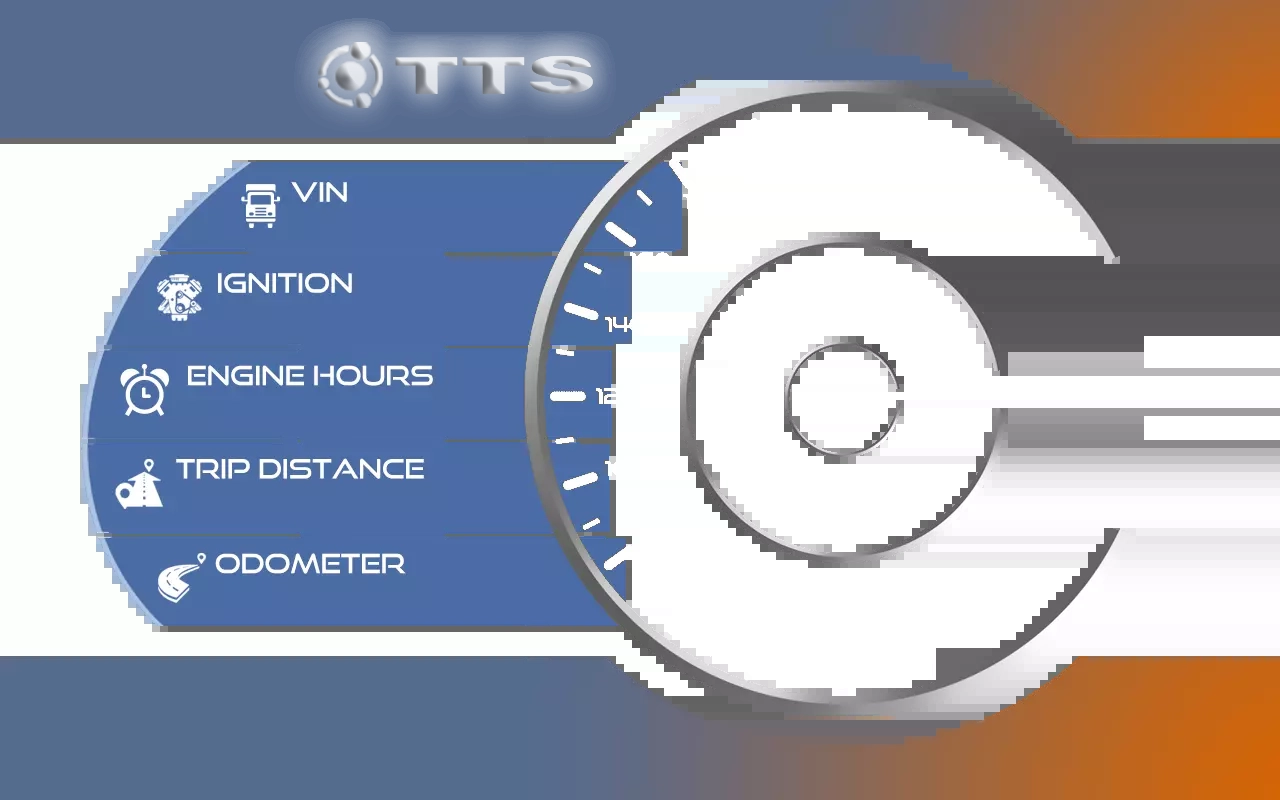 TTS
VIN
IGNITION
ENGINE HOURS
TRIP DISTANCE
ODOMETER